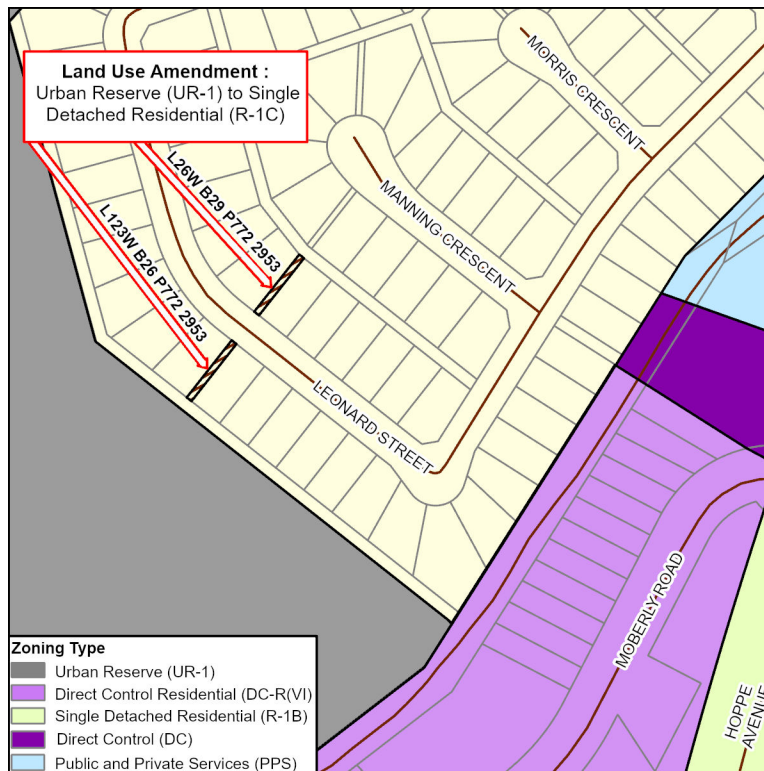 Land Use Amendment :
Urban Reserve (UR-1) to Single
Detached Residential (R-1C)
MORRIS CRESCENT
MANNING CRESCENT
L26W B29 P772 2953
L123W B26 P772 2953
LEONARD STREET
MOBERLY ROAD
HOPPE
AVENUE
Zoning Type
Urban Reserve (UR-1)
Direct Control Residential (DC-R(VI)
Single Detached Residential (R-1B)
Direct Control (DC)
Public and Private Services (PPS)